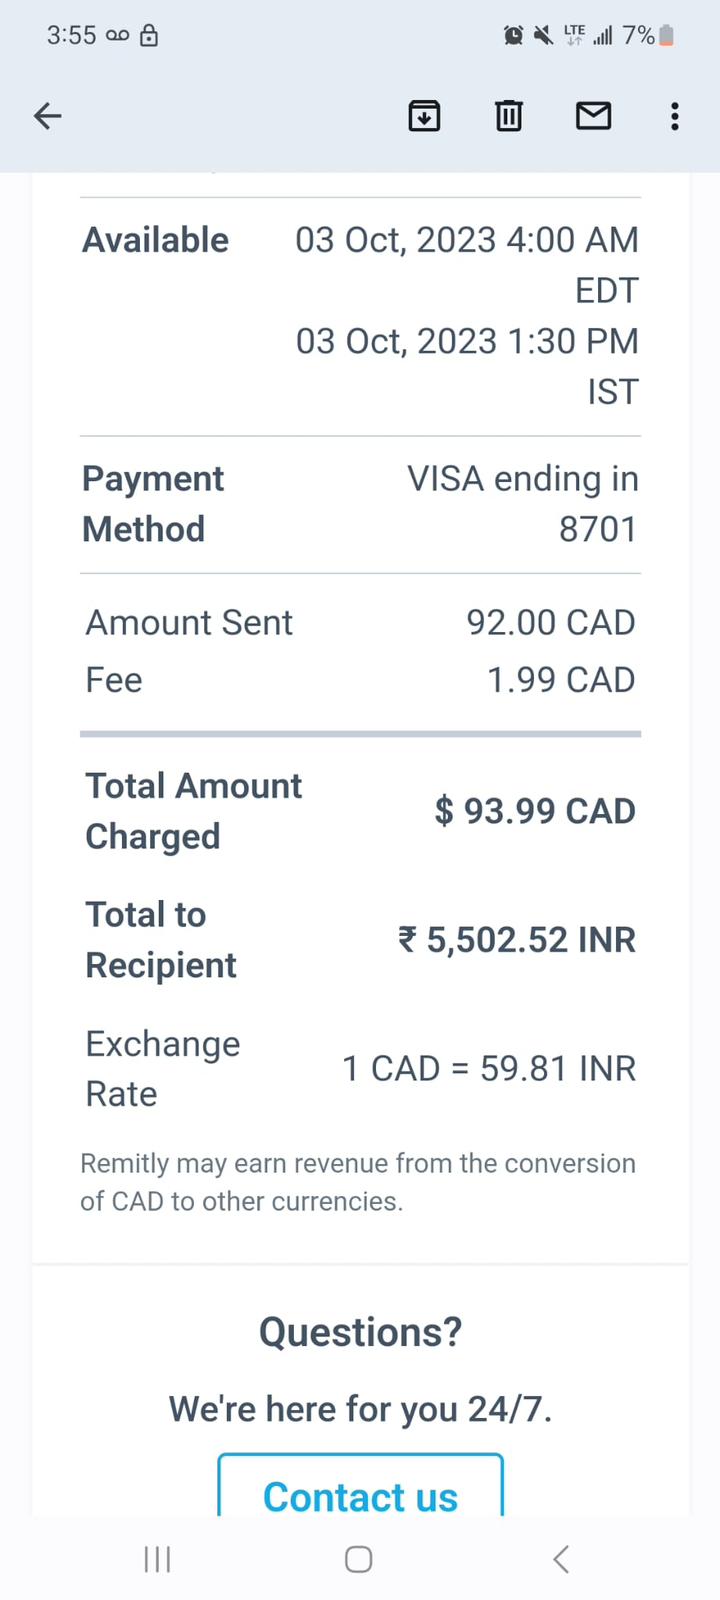 3:55 LTE 7%
Available 03 Oct, 2023 4:00 AM
EDT
03 Oct, 2023 1:30 PM
IST
Payment VISA ending in
Method 8701
Amount Sent 92.00 CAD
Fee 1.99 CAD
Total Amount
Charged $ 93.99 CAD
Total to
Recipient ₹ 5,502.52 INR
Exchange
Rate 1 CAD = 59.81 INR
Remitly may earn revenue from the conversion
of CAD to other currencies.
Questions?
We're here for you 24/7.
Contact us